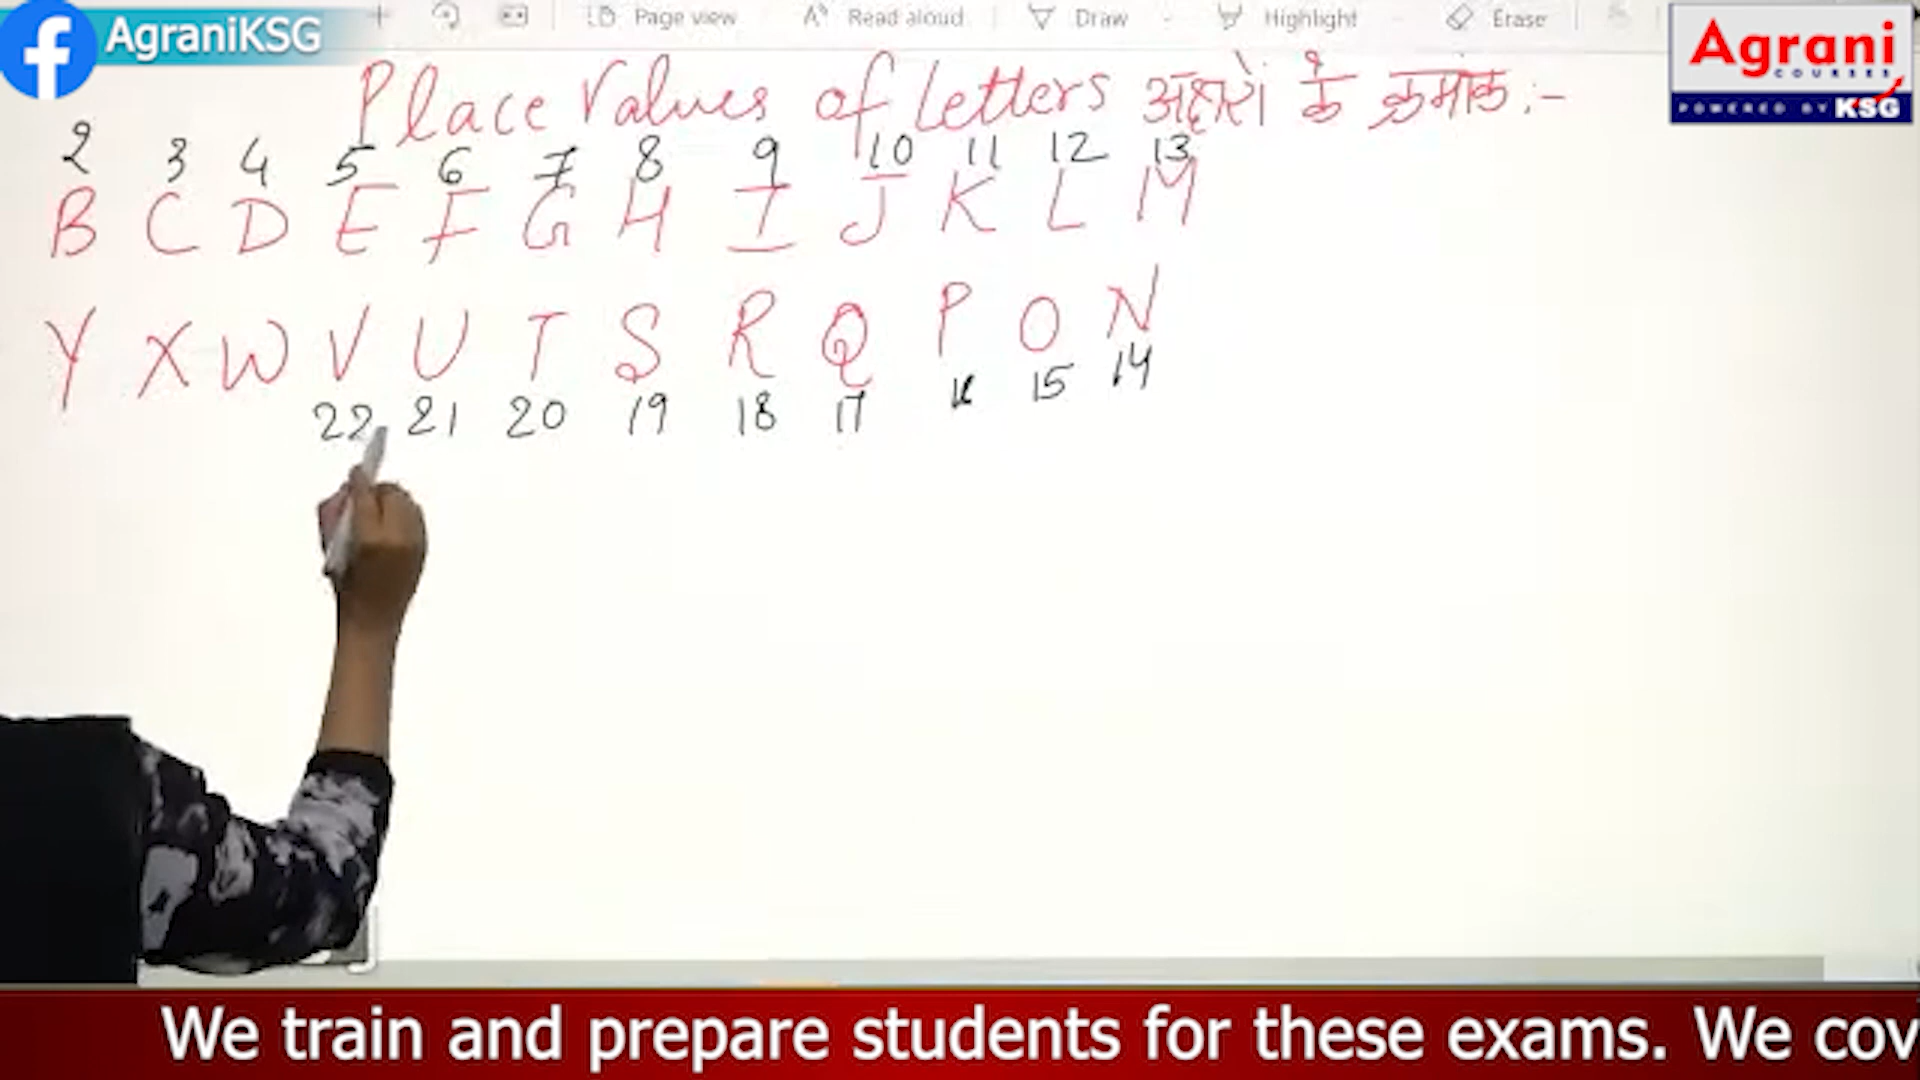 AgraniKSG
Page view Read aloud Draw Highlight Erase
Agrani
COURSES
POWERED BY KSG
Place Values of Letters अक्षरों के क्रमांक :-
2 3 4 5 6 7 8 9 10 11 12 13
B C D E F G H I J K L M
Y X W V U T S R Q P O N
22 21 20 19 18 17 15 14
We train and prepare students for these exams. We cov